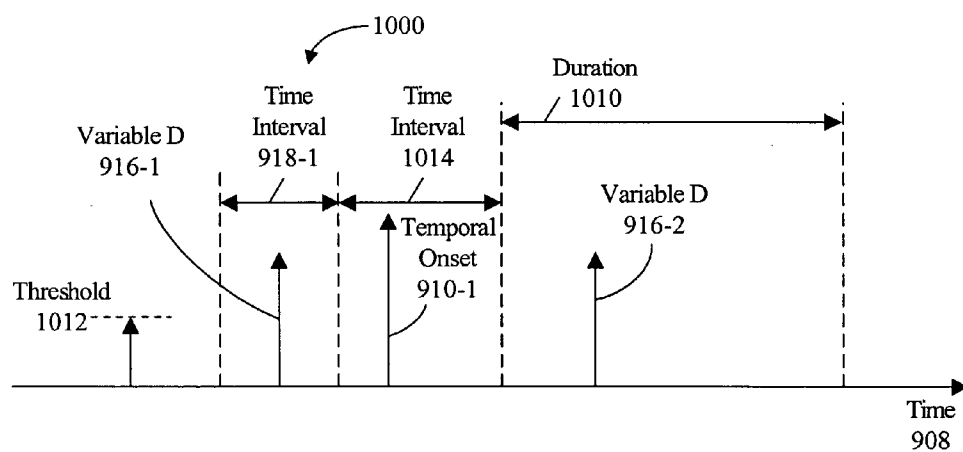 1000
Duration
1010
Time
Interval
918-1
Time
Interval
1014
Variable D
916-1
Variable D
916-2
Temporal
Onset
910-1
Threshold
1012
Time
908